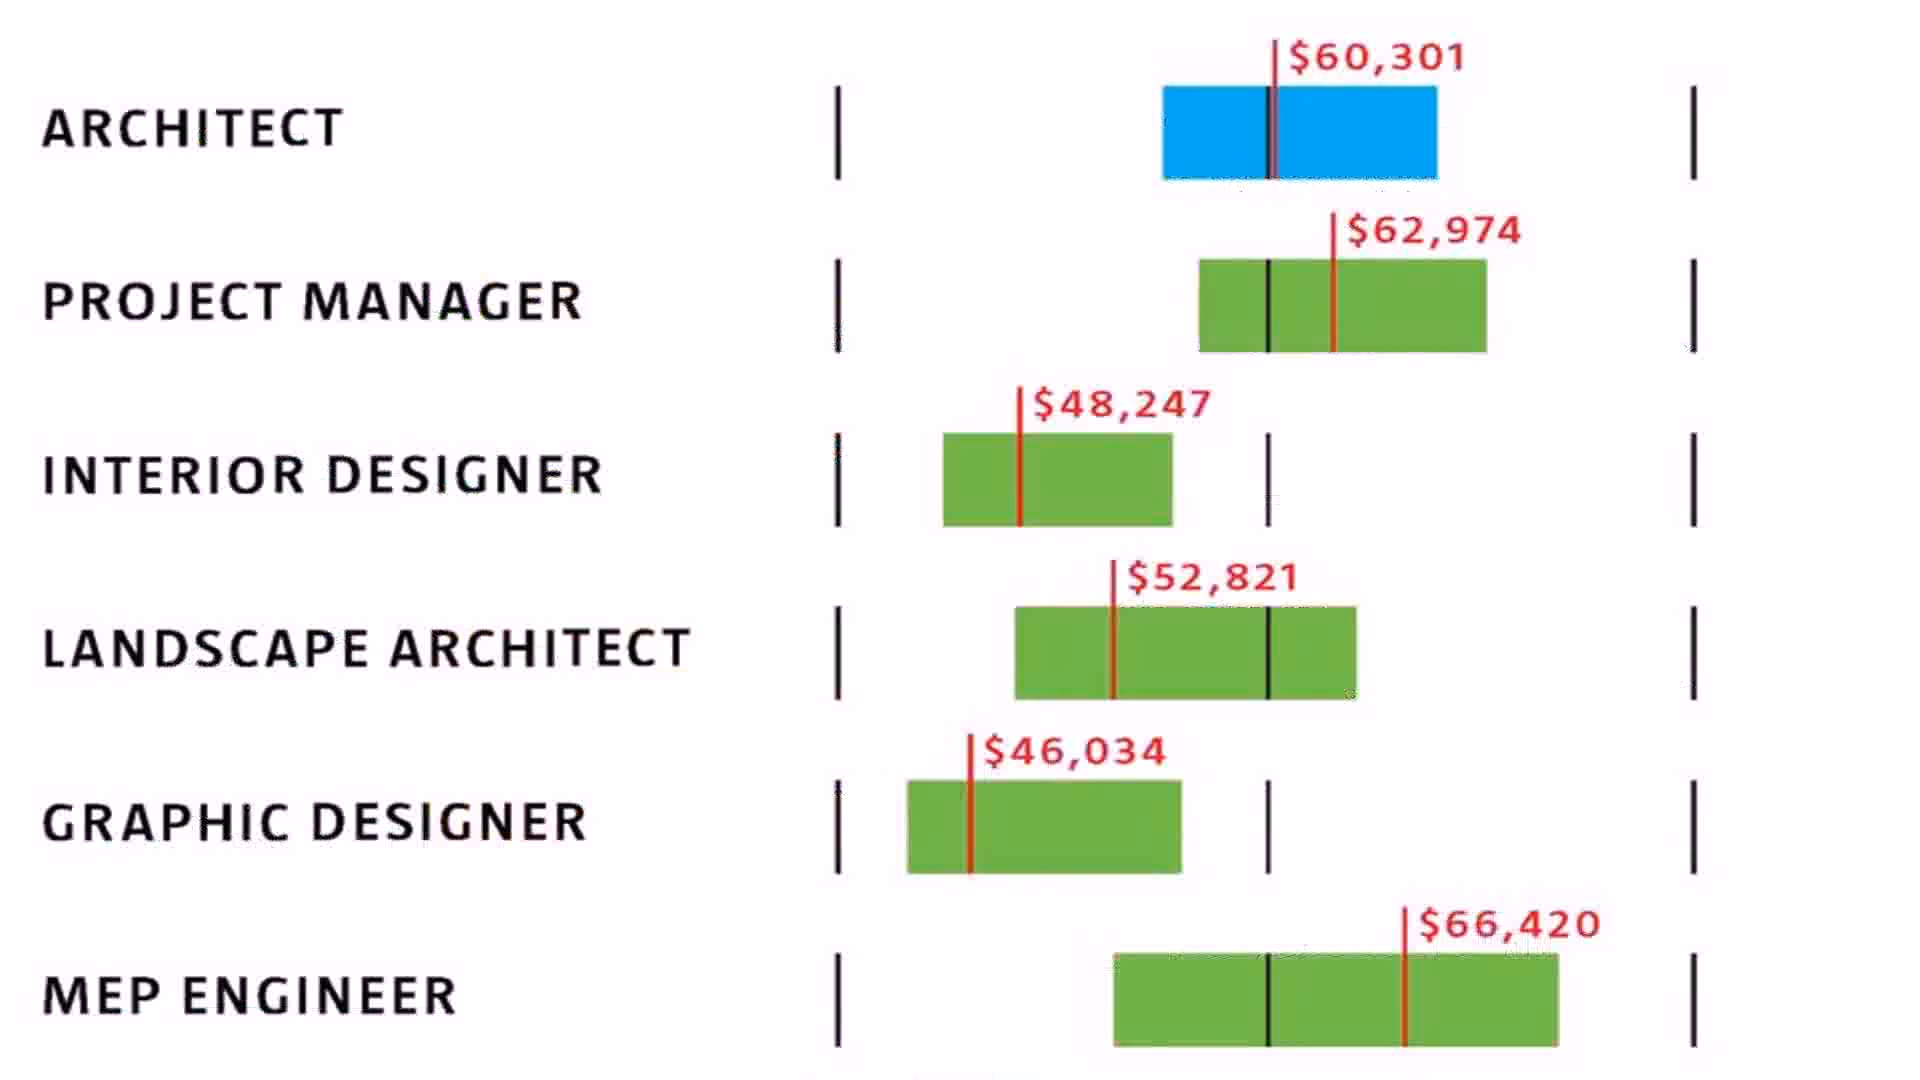 $60,301
ARCHITECT
$62,974
PROJECT MANAGER
$48,247
INTERIOR DESIGNER
$52,821
LANDSCAPE ARCHITECT
$46,034
GRAPHIC DESIGNER
$66,420
MEP ENGINEER